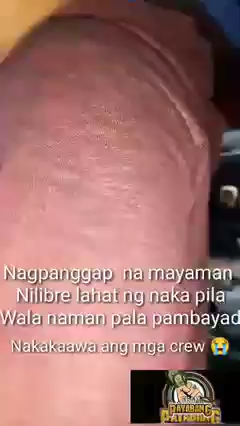 Nagpanggap na mayaman
Nilibre lahat ng naka pila
Wala naman pala pambayad
Nakakaawa ang mga crew 😭